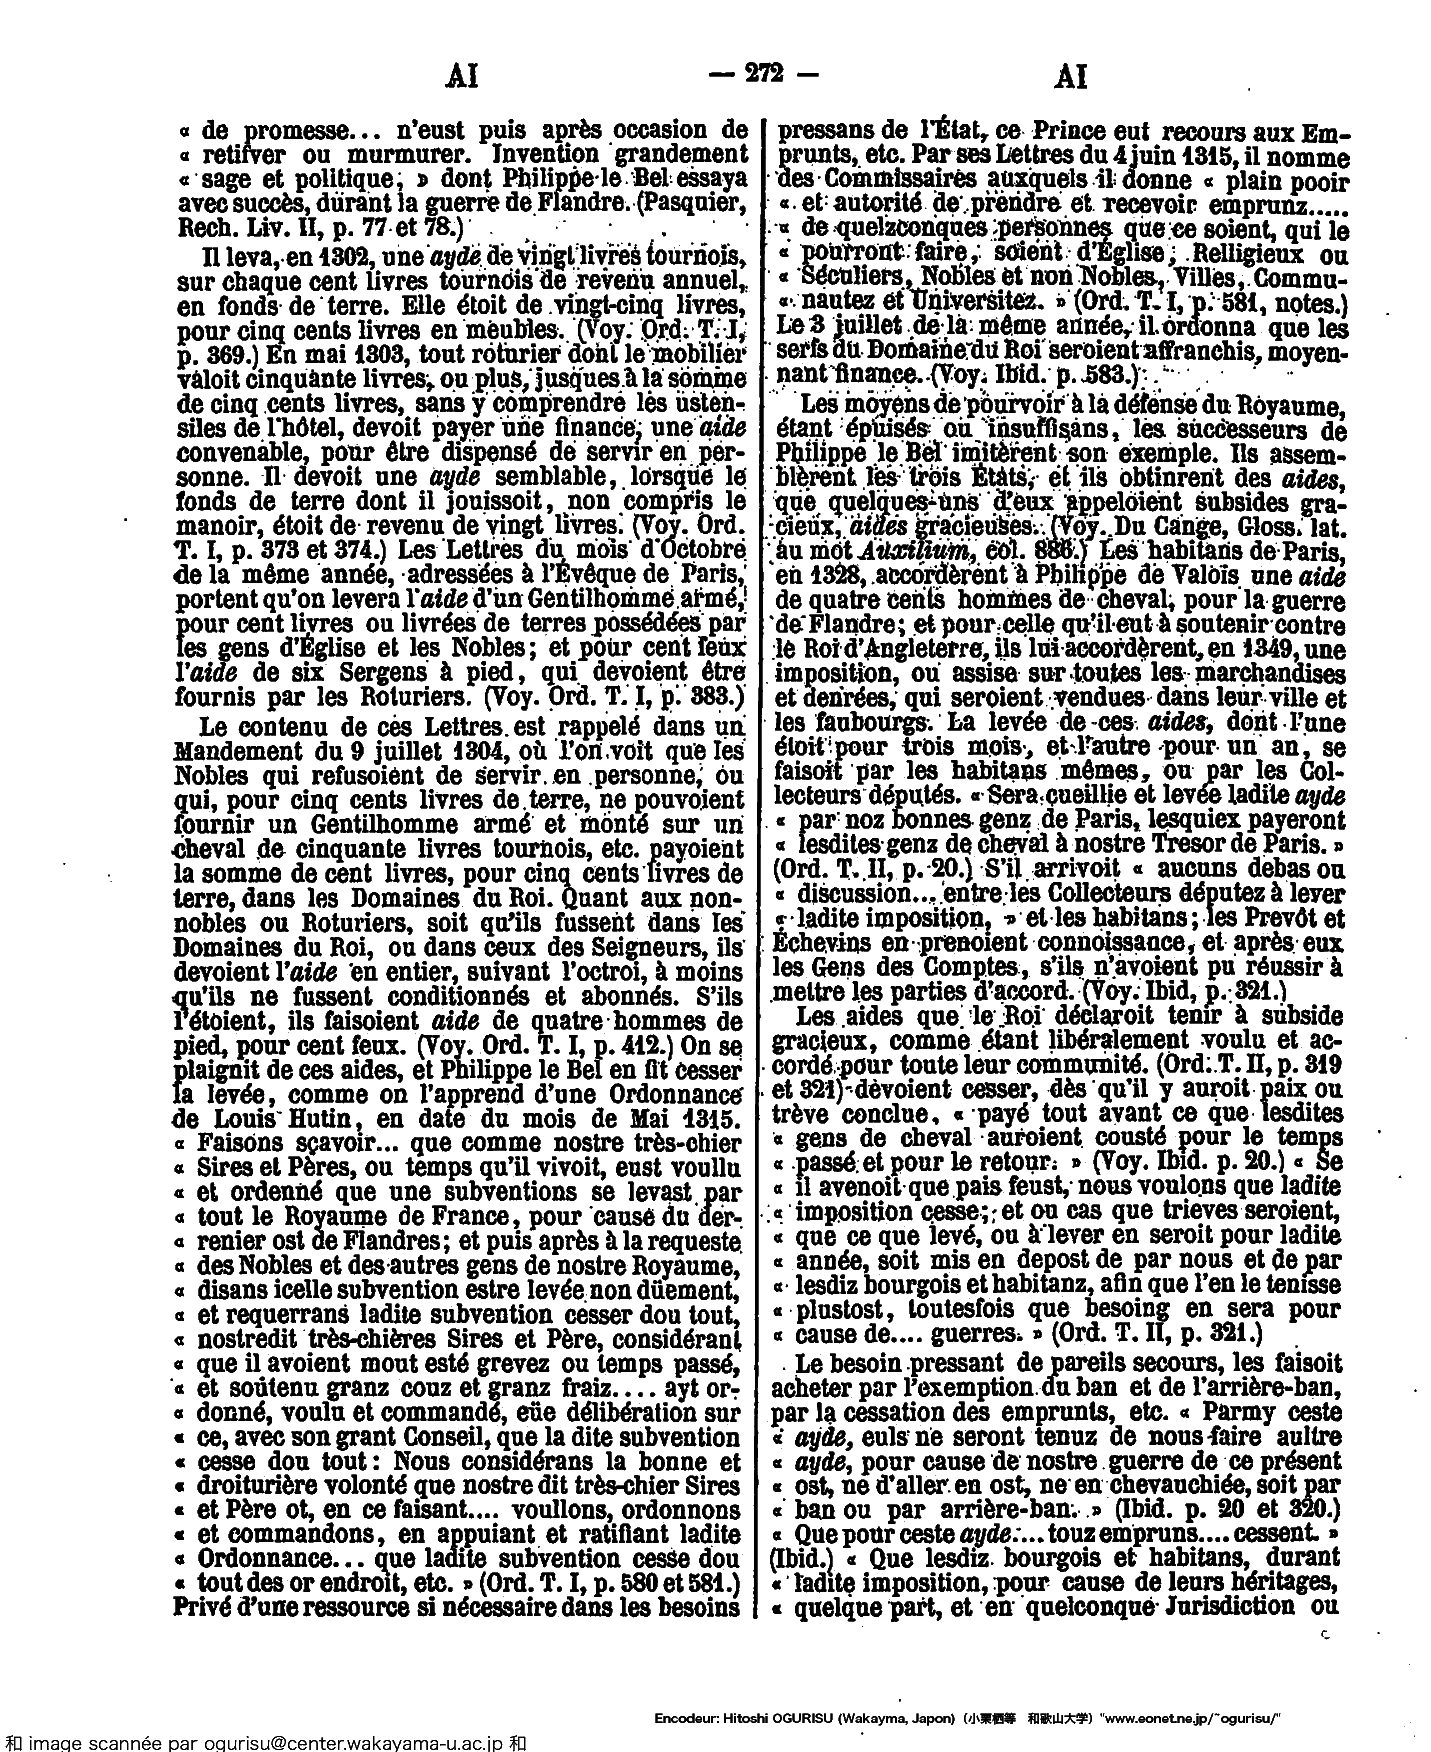 AI — 272 — AI
« de promesse... n'eust puis après occasion de
« retifver ou murmurer. Invention grandement
« sage et politique; » dont Philippe le Bel essaya
avec succès, durant la guerre de Flandre. (Pasquier,
Rech. Liv. II, p. 77 et 78.)
Il leva, en 1302, une ayde de vingt livres tournois,
sur chaque cent livres tournois de revenu annuel,
en fonds de terre. Elle étoit de vingt-cinq livres,
pour cinq cents livres en meubles. (Voy. Ord. T. I,
p. 369.) En mai 1303, tout roturier dont le mobilier
valoit cinquante livres, ou plus, jusques à la somme
de cinq cents livres, sans y comprendre les usten-
siles de l'hôtel, devoit payer une finance, une aide
convenable, pour être dispensé de servir en per-
sonne. Il devoit une ayde semblable, lorsque le
fonds de terre dont il jouissoit, non compris le
manoir, étoit de revenu de vingt livres. (Voy. Ord.
T. I, p. 373 et 374.) Les Lettres du mois d'Octobre
de la même année, adressées à l'Évêque de Paris,
portent qu'on levera l'aide d'un Gentilhomme armé,
pour cent livres ou livrées de terres possédées par
les gens d'Église et les Nobles; et pour cent feux
l'aide de six Sergens à pied, qui devoient être
fournis par les Roturiers. (Voy. Ord. T. I, p. 383.)
Le contenu de ces Lettres est rappelé dans un
Mandement du 9 juillet 1304, où l'on voit que les
Nobles qui refusoient de servir en personne, ou
qui, pour cinq cents livres de terre, ne pouvoient
fournir un Gentilhomme armé et monté sur un
cheval de cinquante livres tournois, etc. payoient
la somme de cent livres, pour cinq cents livres de
terre, dans les Domaines du Roi. Quant aux non-
nobles ou Roturiers, soit qu'ils fussent dans les
Domaines du Roi, ou dans ceux des Seigneurs, ils
devoient l'aide en entier, suivant l'octroi, à moins
qu'ils ne fussent conditionnés et abonnés. S'ils
l'étoient, ils faisoient aide de quatre hommes de
pied, pour cent feux. (Voy. Ord. T. I, p. 412.) On se
plaignit de ces aides, et Philippe le Bel en fit cesser
la levée, comme on l'apprend d'une Ordonnance
de Louis Hutin, en date du mois de Mai 1315.
« Faisons sçavoir... que comme nostre très-chier
« Sires et Pères, ou temps qu'il vivoit, eust voullu
« et ordenné que une subventions se levast par
« tout le Royaume de France, pour cause du der-
« renier ost de Flandres; et puis après à la requeste
« des Nobles et des autres gens de nostre Royaume,
« disans icelle subvention estre levée non düement,
« et requerrans ladite subvention cesser dou tout,
« nostredit très-chières Sires et Père, considérant
« que il avoient mout esté grevez ou temps passé,
« et soûtenu granz couz et granz fraiz.... ayt or-
« donné, voulu et commandé, eüe délibération sur
« ce, avec son grant Conseil, que la dite subvention
« cesse dou tout : Nous considérans la bonne et
« droiturière volonté que nostre dit très-chier Sires
« et Père ot, en ce faisant.... voullons, ordonnons
« et commandons, en appuiant et ratifiant ladite
« Ordonnance... que ladite subvention cesse dou
« tout des or endroit, etc. » (Ord. T. I, p. 580 et 581.)
Privé d'une ressource si nécessaire dans les besoins
pressans de l'État, ce Prince eut recours aux Em-
prunts, etc. Par ses Lettres du 4 juin 1315, il nomme
des Commissaires auxquels il donne « plain pooir
« et autorité de prendre et recevoir emprunz.....
« de quelzconques personnes que ce soient, qui le
« pourront faire, soient d'Église, Relligieux ou
« Séculiers, Nobles et non Nobles, Villes, Commu-
« nautez et Universitez. » (Ord. T. I, p. 581, notes.)
Le 3 juillet de la même année, il ordonna que les
serfs du Domaine du Roi seroient affranchis, moyen-
nant finance. (Voy. Ibid. p. 583.)
Les moyens de pourvoir à la défense du Royaume,
étant épuisés ou insuffisans, les successeurs de
Philippe le Bel imitèrent son exemple. Ils assem-
blèrent les trois États, et ils obtinrent des aides,
que quelques-uns d'eux appeloient subsides gra-
cieux, aides gracieuses. (Voy. Du Cange, Gloss. lat.
au mot Auxilium, col. 886.) Les habitans de Paris,
en 1328, accordèrent à Philippe de Valois une aide
de quatre cents hommes de cheval, pour la guerre
de Flandre; et pour celle qu'il eut à soutenir contre
le Roi d'Angleterre, ils lui accordèrent, en 1349, une
imposition, ou assise sur toutes les marchandises
et denrées, qui seroient vendues dans leur ville et
les faubourgs. La levée de ces aides, dont l'une
étoit pour trois mois, et l'autre pour un an, se
faisoit par les habitans mêmes, ou par les Col-
lecteurs députés. « Sera cueillie et levée ladite ayde
« par noz bonnes genz de Paris, lesquiex payeront
« lesdites genz de cheval à nostre Tresor de Paris. »
(Ord. T. II, p. 20.) S'il arrivoit « aucuns debas ou
« discussion... entre les Collecteurs députez à lever
« ladite imposition, » et les habitans; les Prevôt et
Échevins en prenoient connoissance, et après eux
les Gens des Comptes, s'ils n'avoient pu réussir à
mettre les parties d'accord. (Voy. Ibid, p. 321.)
Les aides que le Roi déclaroit tenir à subside
gracieux, comme étant libéralement voulu et ac-
cordé pour toute leur communité. (Ord. T. II, p. 319
et 321) devoient cesser, dès qu'il y auroit paix ou
trève conclue, « payé tout avant ce que lesdites
« gens de cheval auroient cousté pour le temps
« passé et pour le retour. » (Voy. Ibid. p. 20.) « Se
« il avenoit que pais feust, nous voulons que ladite
« imposition cesse; et ou cas que trieves seroient,
« que ce que levé, ou à lever en seroit pour ladite
« année, soit mis en depost de par nous et de par
« lesdiz bourgois et habitanz, afin que l'en le tenisse
« plustost, toutesfois que besoing en sera pour
« cause de.... guerres. » (Ord. T. II, p. 321.)
Le besoin pressant de pareils secours, les faisoit
acheter par l'exemption du ban et de l'arrière-ban,
par la cessation des emprunts, etc. « Parmy ceste
« ayde, euls ne seront tenuz de nous faire aultre
« ayde, pour cause de nostre guerre de ce présent
« ost, ne d'aller en ost, ne en chevauchiée, soit par
« ban ou par arrière-ban. » (Ibid. p. 20 et 320.)
« Que pour ceste ayde.... touz empruns.... cessent. »
(Ibid.) « Que lesdiz bourgois et habitans, durant
« ladite imposition, pour cause de leurs héritages,
« quelque part, et en quelconque Jurisdiction ou
Encodeur: Hitoshi OGURISU (Wakayma, Japon) (小栗栖等 和歌山大学) "www.eonet.ne.jp/~ogurisu/"
和 image scannée par ogurisu@center.wakayama-u.ac.jp 和